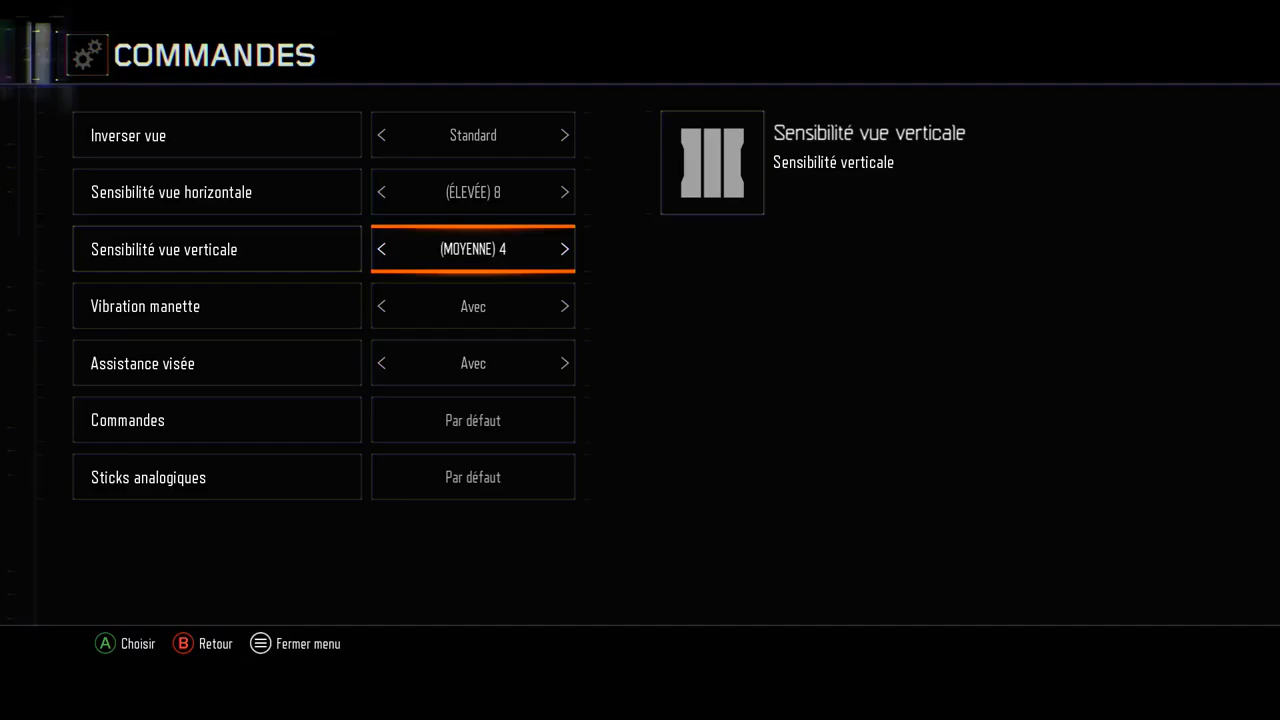 COMMANDES
Inverser vue
Standard
Sensibilité vue horizontale
(ÉLEVÉE) 8
Sensibilité vue verticale
(MOYENNE) 4
Vibration manette
Avec
Assistance visée
Avec
Commandes
Par défaut
Sticks analogiques
Par défaut
Sensibilité vue verticale
Sensibilité verticale
A Choisir
B Retour
Fermer menu